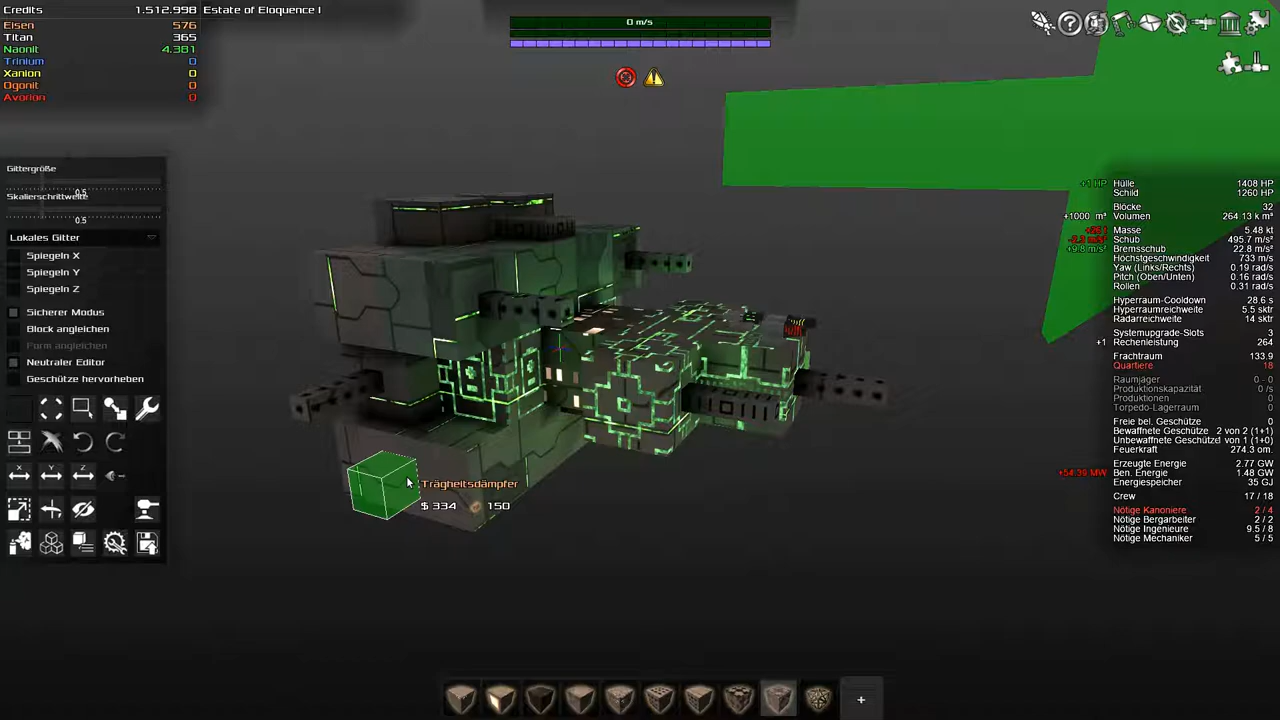 Credits 1.512.998
Eisen 576
Titan 365
Naonit 4.381
Trinium 0
Xanion 0
Ogonit 0
Avorion 0
Estate of Eloquence I
0 m/s
Gittergröße
0.5
Skalierschrittweite
0.5
Lokales Gitter
Spiegeln X
Spiegeln Y
Spiegeln Z
Sicherer Modus
Block angleichen
Form angleichen
Neutraler Editor
Geschütze hervorheben
X Y Z
Trägheitsdämpfer
$ 334 150
+1 HP Hülle 1408 HP
Schild 1260 HP
Blöcke 32
+1000 m³ Volumen 264.13 k m³
Masse 5.48 kt
Schub 495.7 m/s²
+9.8 m/s² Bremsschub 22.8 m/s²
Höchstgeschwindigkeit 733 m/s
Yaw (Links/Rechts) 0.19 rad/s
Pitch (Oben/Unten) 0.16 rad/s
Rollen 0.31 rad/s
Hyperraum-Cooldown 28.6 s
Hyperraumreichweite 5.5 sktr
Radarreichweite 14 sktr
Systemupgrade-Slots 3
+1 Rechenleistung 264
Frachtraum 133.9
Quartiere 18
Raumjäger 0 - 0
Produktionskapazität 0 /s
Produktionen 0
Torpedo-Lagerraum 0
Freie bel. Geschütze 0
Bewaffnete Geschütze 2 von 2 (1+1)
Unbewaffnete Geschütze 1 von 1 (1+0)
Feuerkraft 274.3 om.
Erzeugte Energie 2.77 GW
+54.39 MW Ben. Energie 1.48 GW
Energiespeicher 35 GJ
Crew 17 / 18
Nötige Kanoniere 2 / 4
Nötige Bergarbeiter 2 / 2
Nötige Ingenieure 9.5 / 8
Nötige Mechaniker 5 / 5
+